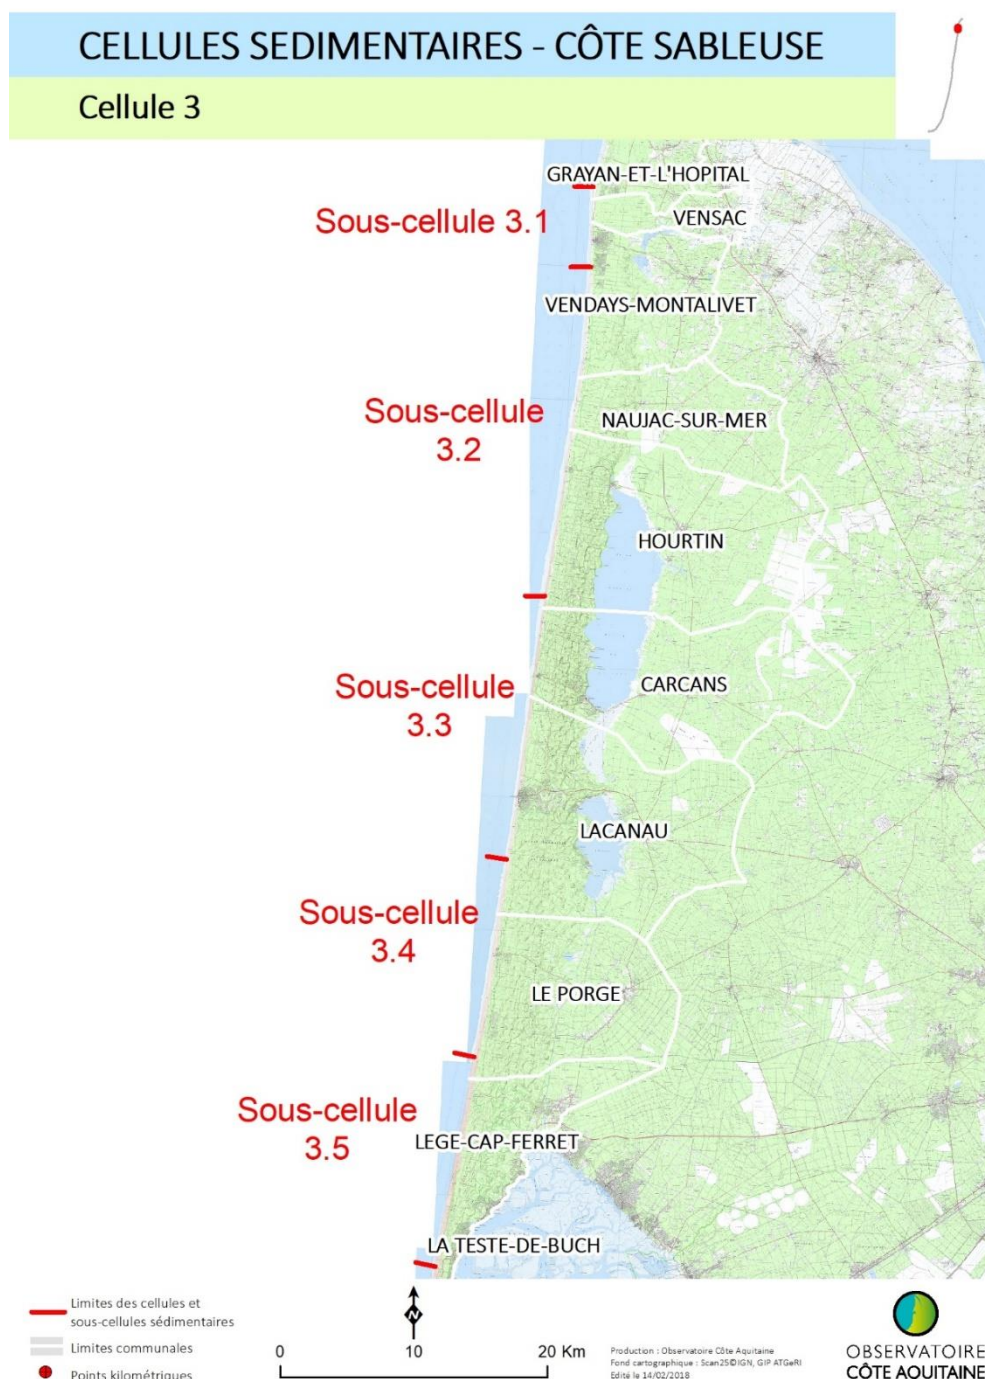 CELLULES SEDIMENTAIRES - CÔTE SABLEUSE
Cellule 3
GRAYAN-ET-L'HOPITAL
Sous-cellule 3.1
VENSAC
VENDAYS-MONTALIVET
Sous-cellule
3.2
NAUJAC-SUR-MER
HOURTIN
Sous-cellule
3.3
CARCANS
LACANAU
Sous-cellule
3.4
LE PORGE
Sous-cellule
3.5
LEGE-CAP-FERRET
LA TESTE-DE-BUCH
Limites des cellules et
sous-cellules sédimentaires
Limites communales
Points kilométriques
N
0 10 20 Km
Production : Observatoire Côte Aquitaine
Fond cartographique : Scan25©IGN, GIP ATGeRI
Edité le 14/02/2018
OBSERVATOIRE
CÔTE AQUITAINE